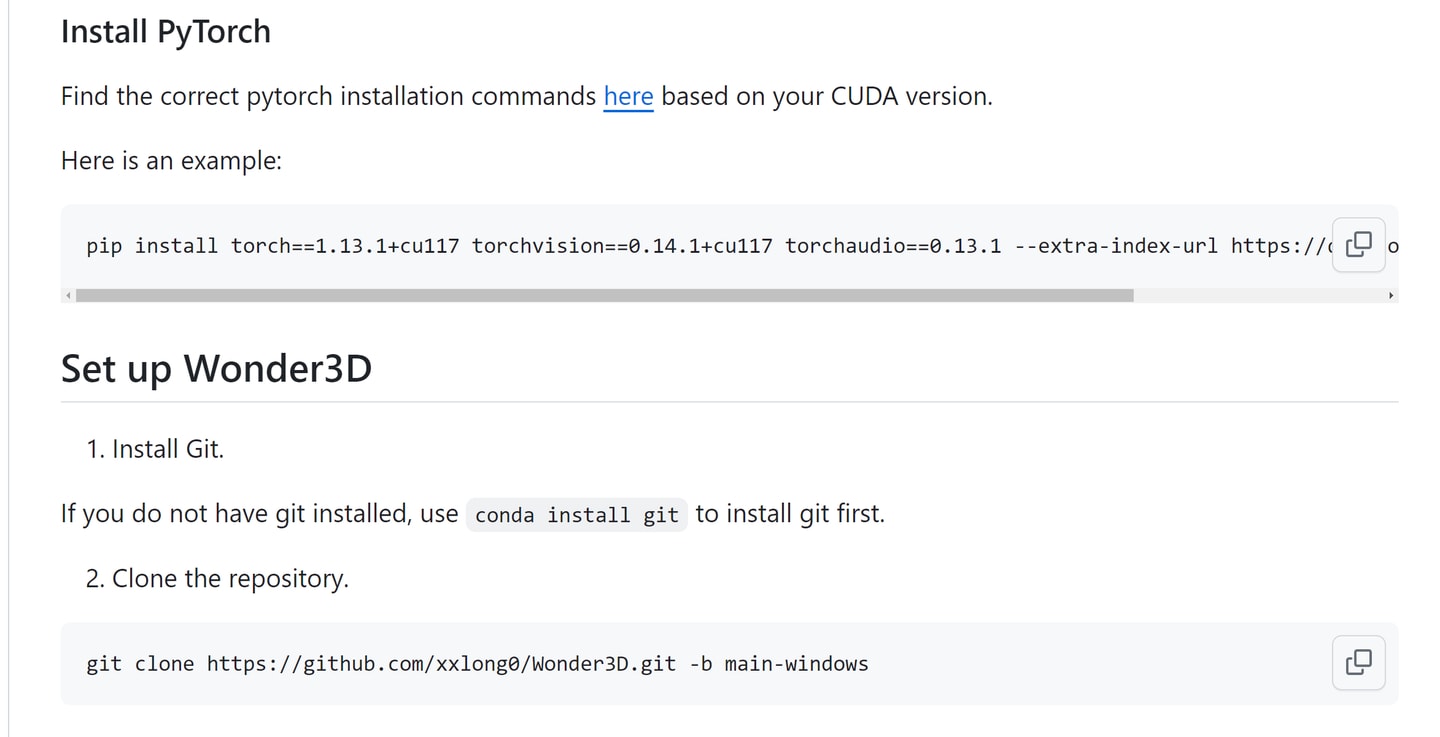 Install PyTorch
Find the correct pytorch installation commands here based on your CUDA version.
Here is an example:
pip install torch==1.13.1+cu117 torchvision==0.14.1+cu117 torchaudio==0.13.1 --extra-index-url https://
Set up Wonder3D
1. Install Git.
If you do not have git installed, use conda install git to install git first.
2. Clone the repository.
git clone https://github.com/xxlong0/Wonder3D.git -b main-windows